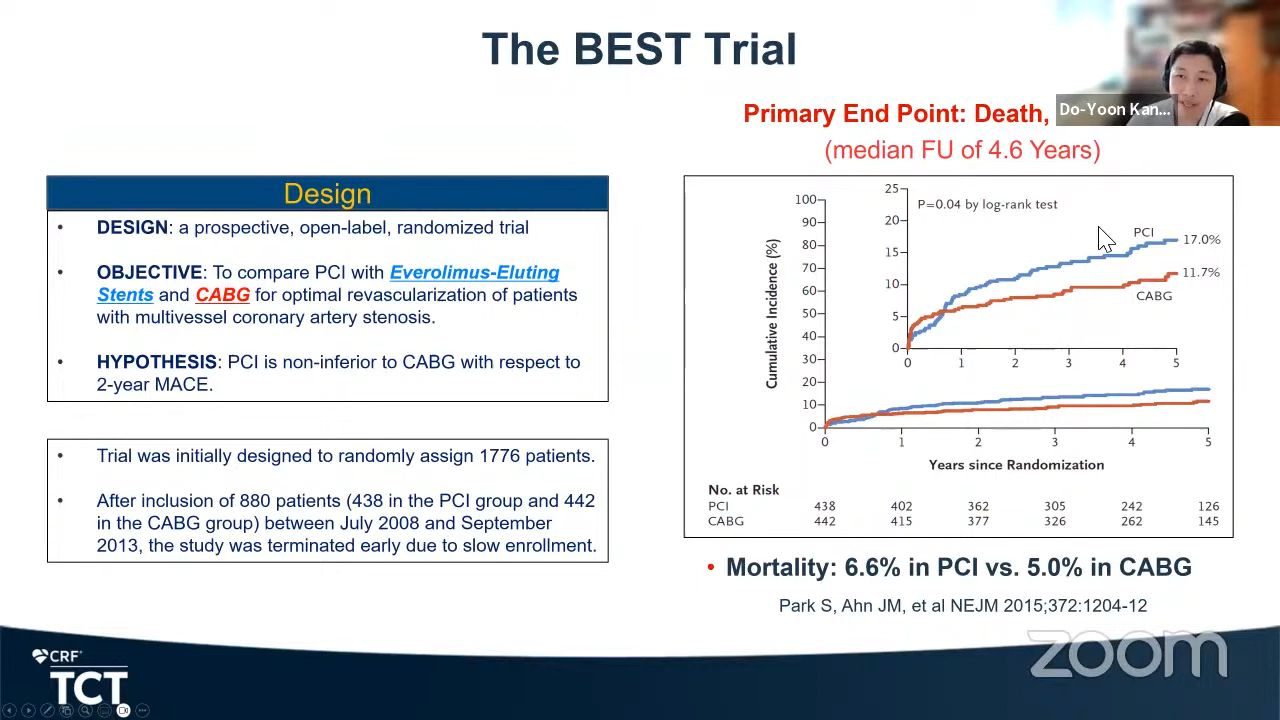 The BEST Trial
Do-Yoon Kan...
Primary End Point: Death,
(median FU of 4.6 Years)
Design
• DESIGN: a prospective, open-label, randomized trial
• OBJECTIVE: To compare PCI with Everolimus-Eluting
Stents and CABG for optimal revascularization of patients
with multivessel coronary artery stenosis.
• HYPOTHESIS: PCI is non-inferior to CABG with respect to
2-year MACE.
• Trial was initially designed to randomly assign 1776 patients.
• After inclusion of 880 patients (438 in the PCI group and 442
in the CABG group) between July 2008 and September
2013, the study was terminated early due to slow enrollment.
Cumulative Incidence (%)
100
90
80
70
60
50
40
30
20
10
0
0 1 2 3 4 5
25
20
15
10
5
0
0 1 2 3 4 5
P=0.04 by log-rank test
PCI
17.0%
11.7%
CABG
Years since Randomization
No. at Risk
PCI 438 402 362 305 242 126
CABG 442 415 377 326 262 145
• Mortality: 6.6% in PCI vs. 5.0% in CABG
Park S, Ahn JM, et al NEJM 2015;372:1204-12
CRF
TCT
zoom